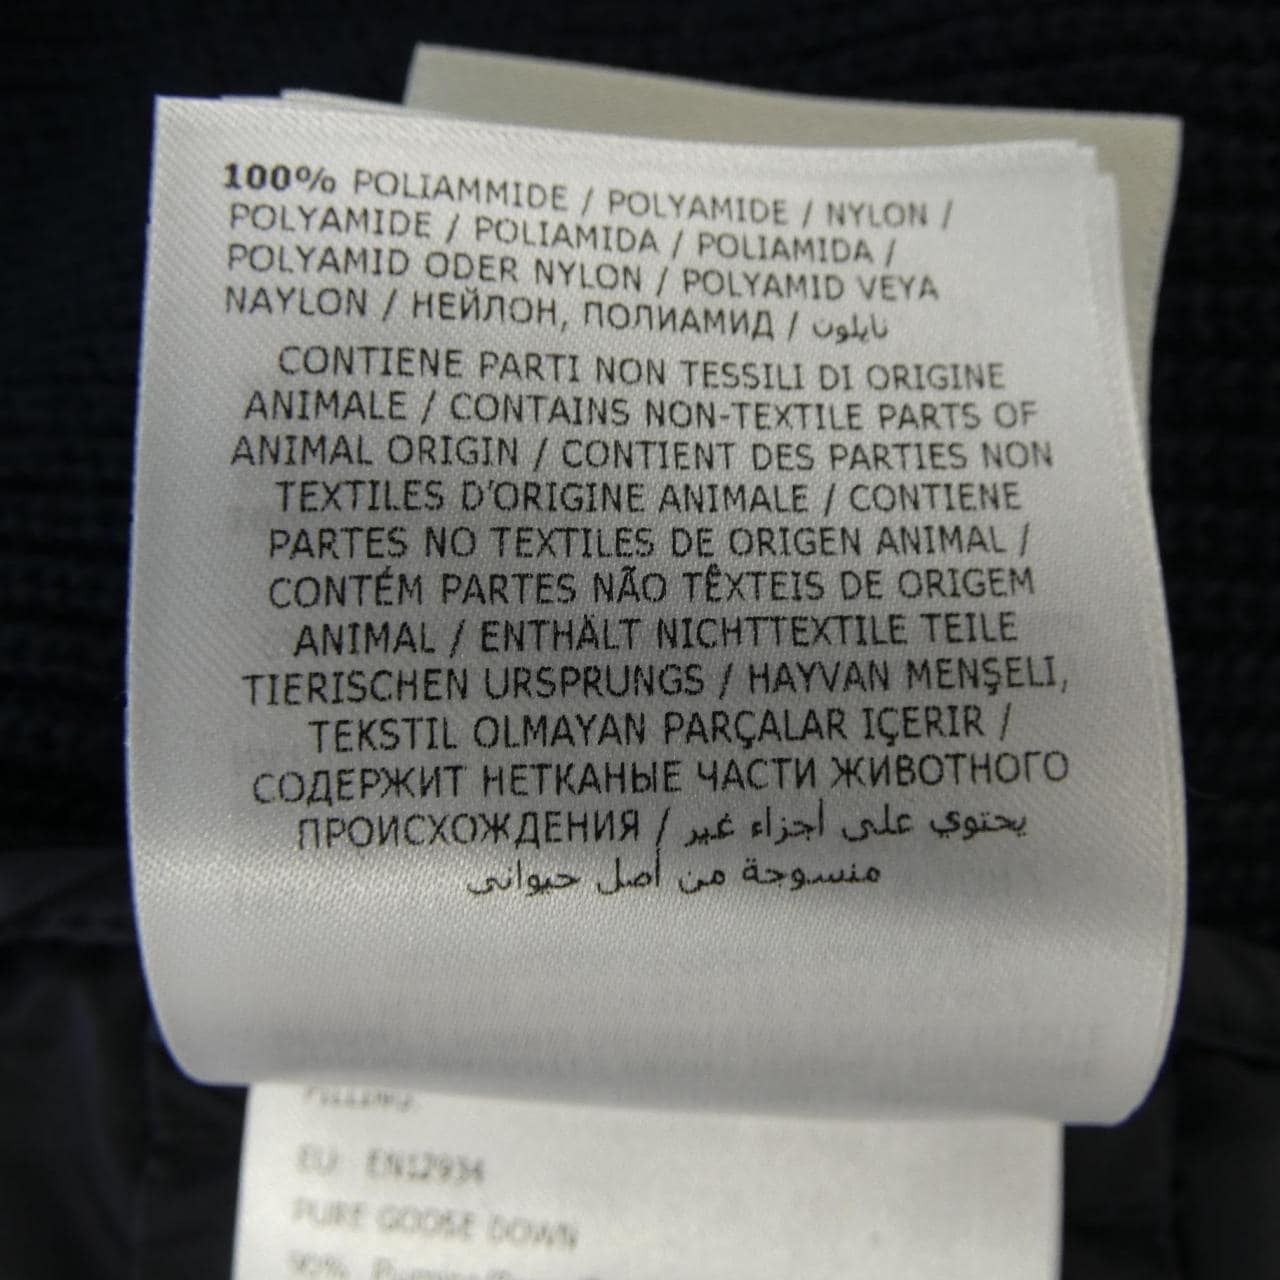 100% POLIAMMIDE / POLYAMIDE / NYLON /
POLYAMIDE / POLIAMIDA / POLIAMIDA /
POLYAMID ODER NYLON / POLYAMID VEYA
NAYLON / НЕЙЛОН, ПОЛИАМИД / نايلون
CONTIENE PARTI NON TESSILI DI ORIGINE
ANIMALE / CONTAINS NON-TEXTILE PARTS OF
ANIMAL ORIGIN / CONTIENT DES PARTIES NON
TEXTILES D'ORIGINE ANIMALE / CONTIENE
PARTES NO TEXTILES DE ORIGEN ANIMAL /
CONTÉM PARTES NÃO TÊXTEIS DE ORIGEM
ANIMAL / ENTHÄLT NICHTTEXTILE TEILE
TIERISCHEN URSPRUNGS / HAYVAN MENŞELI,
TEKSTIL OLMAYAN PARÇALAR IÇERIR /
СОДЕРЖИТ НЕТКАНЫЕ ЧАСТИ ЖИВОТНОГО
ПРОИСХОЖДЕНИЯ / يحتوي على أجزاء غير
منسوجة من أصل حيواني
FILLING
EU: EN12934
PURE GOOSE DOWN
90%